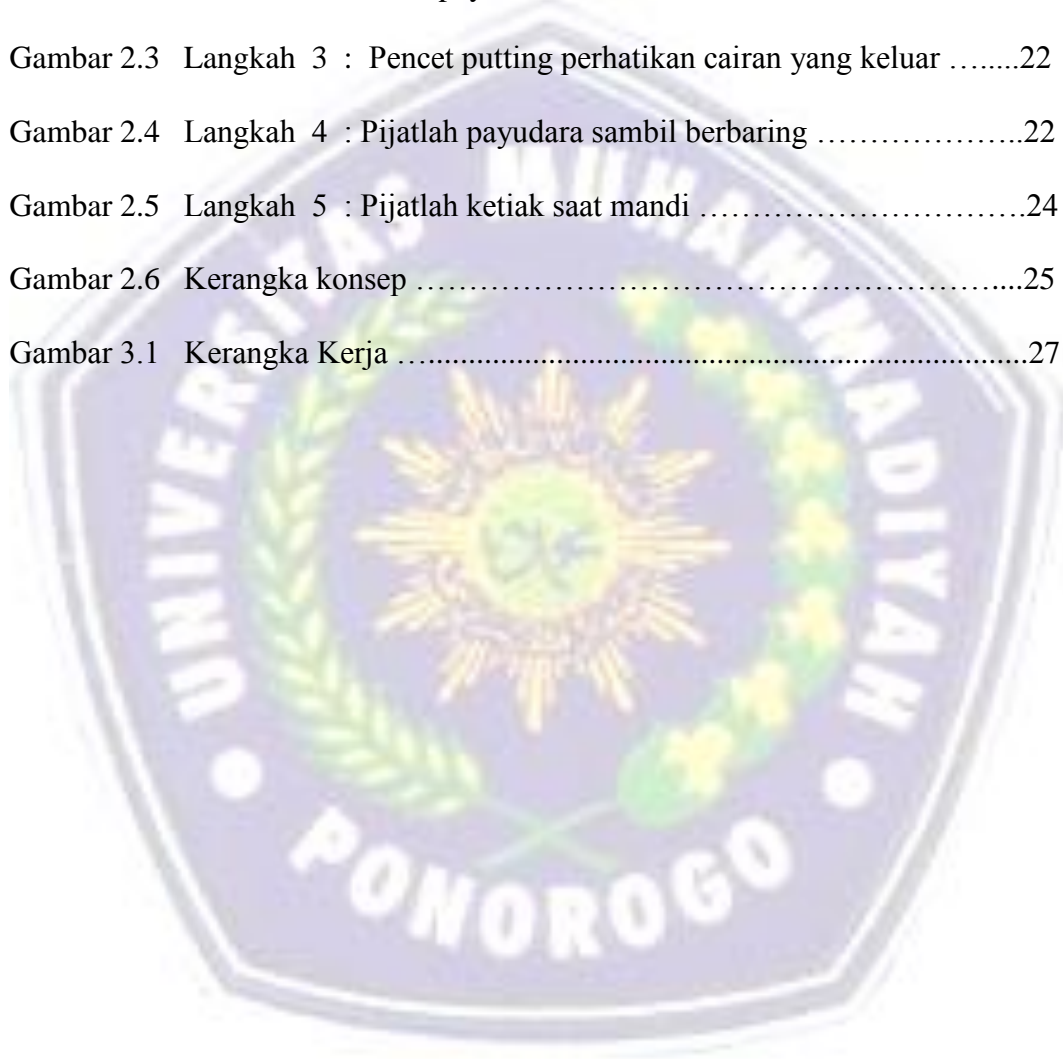 Gambar 2.3 Langkah 3 : Pencet putting perhatikan cairan yang keluar ….....22
Gambar 2.4 Langkah 4 : Pijatlah payudara sambil berbaring ………………..22
Gambar 2.5 Langkah 5 : Pijatlah ketiak saat mandi ………………………….24
Gambar 2.6 Kerangka konsep ………………………………………………....25
Gambar 3.1 Kerangka Kerja ….............................................................................27
UNIVERSITAS MUHAMMADIYAH
PONOROGO